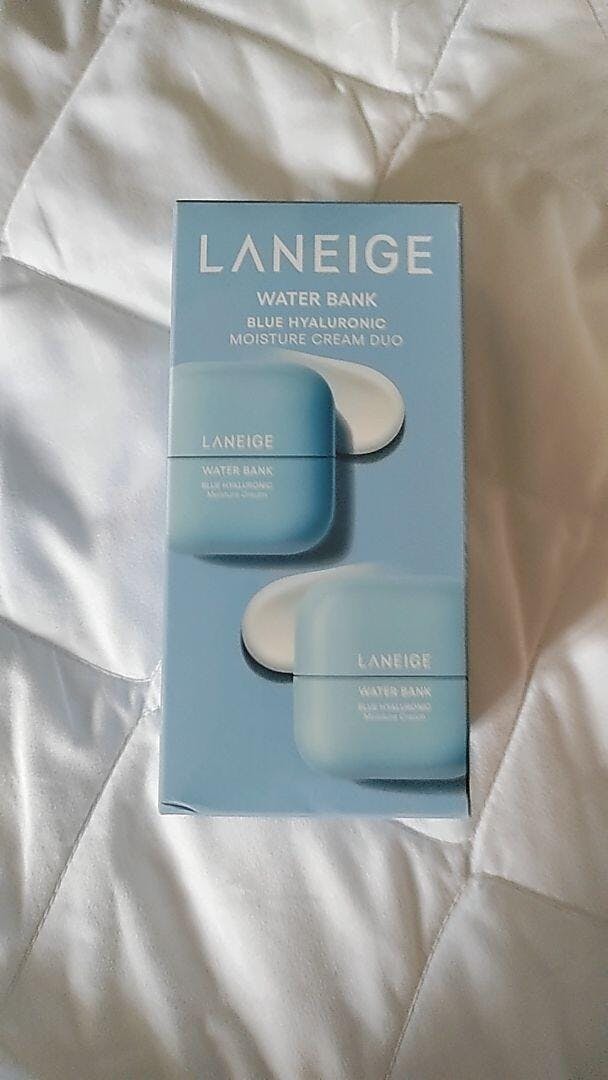 LANEIGE
WATER BANK
BLUE HYALURONIC
MOISTURE CREAM DUO
LANEIGE
WATER BANK
BLUE HYALURONIC
Moisture Cream
LANEIGE
WATER BANK
BLUE HYALURONIC
Moisture Cream